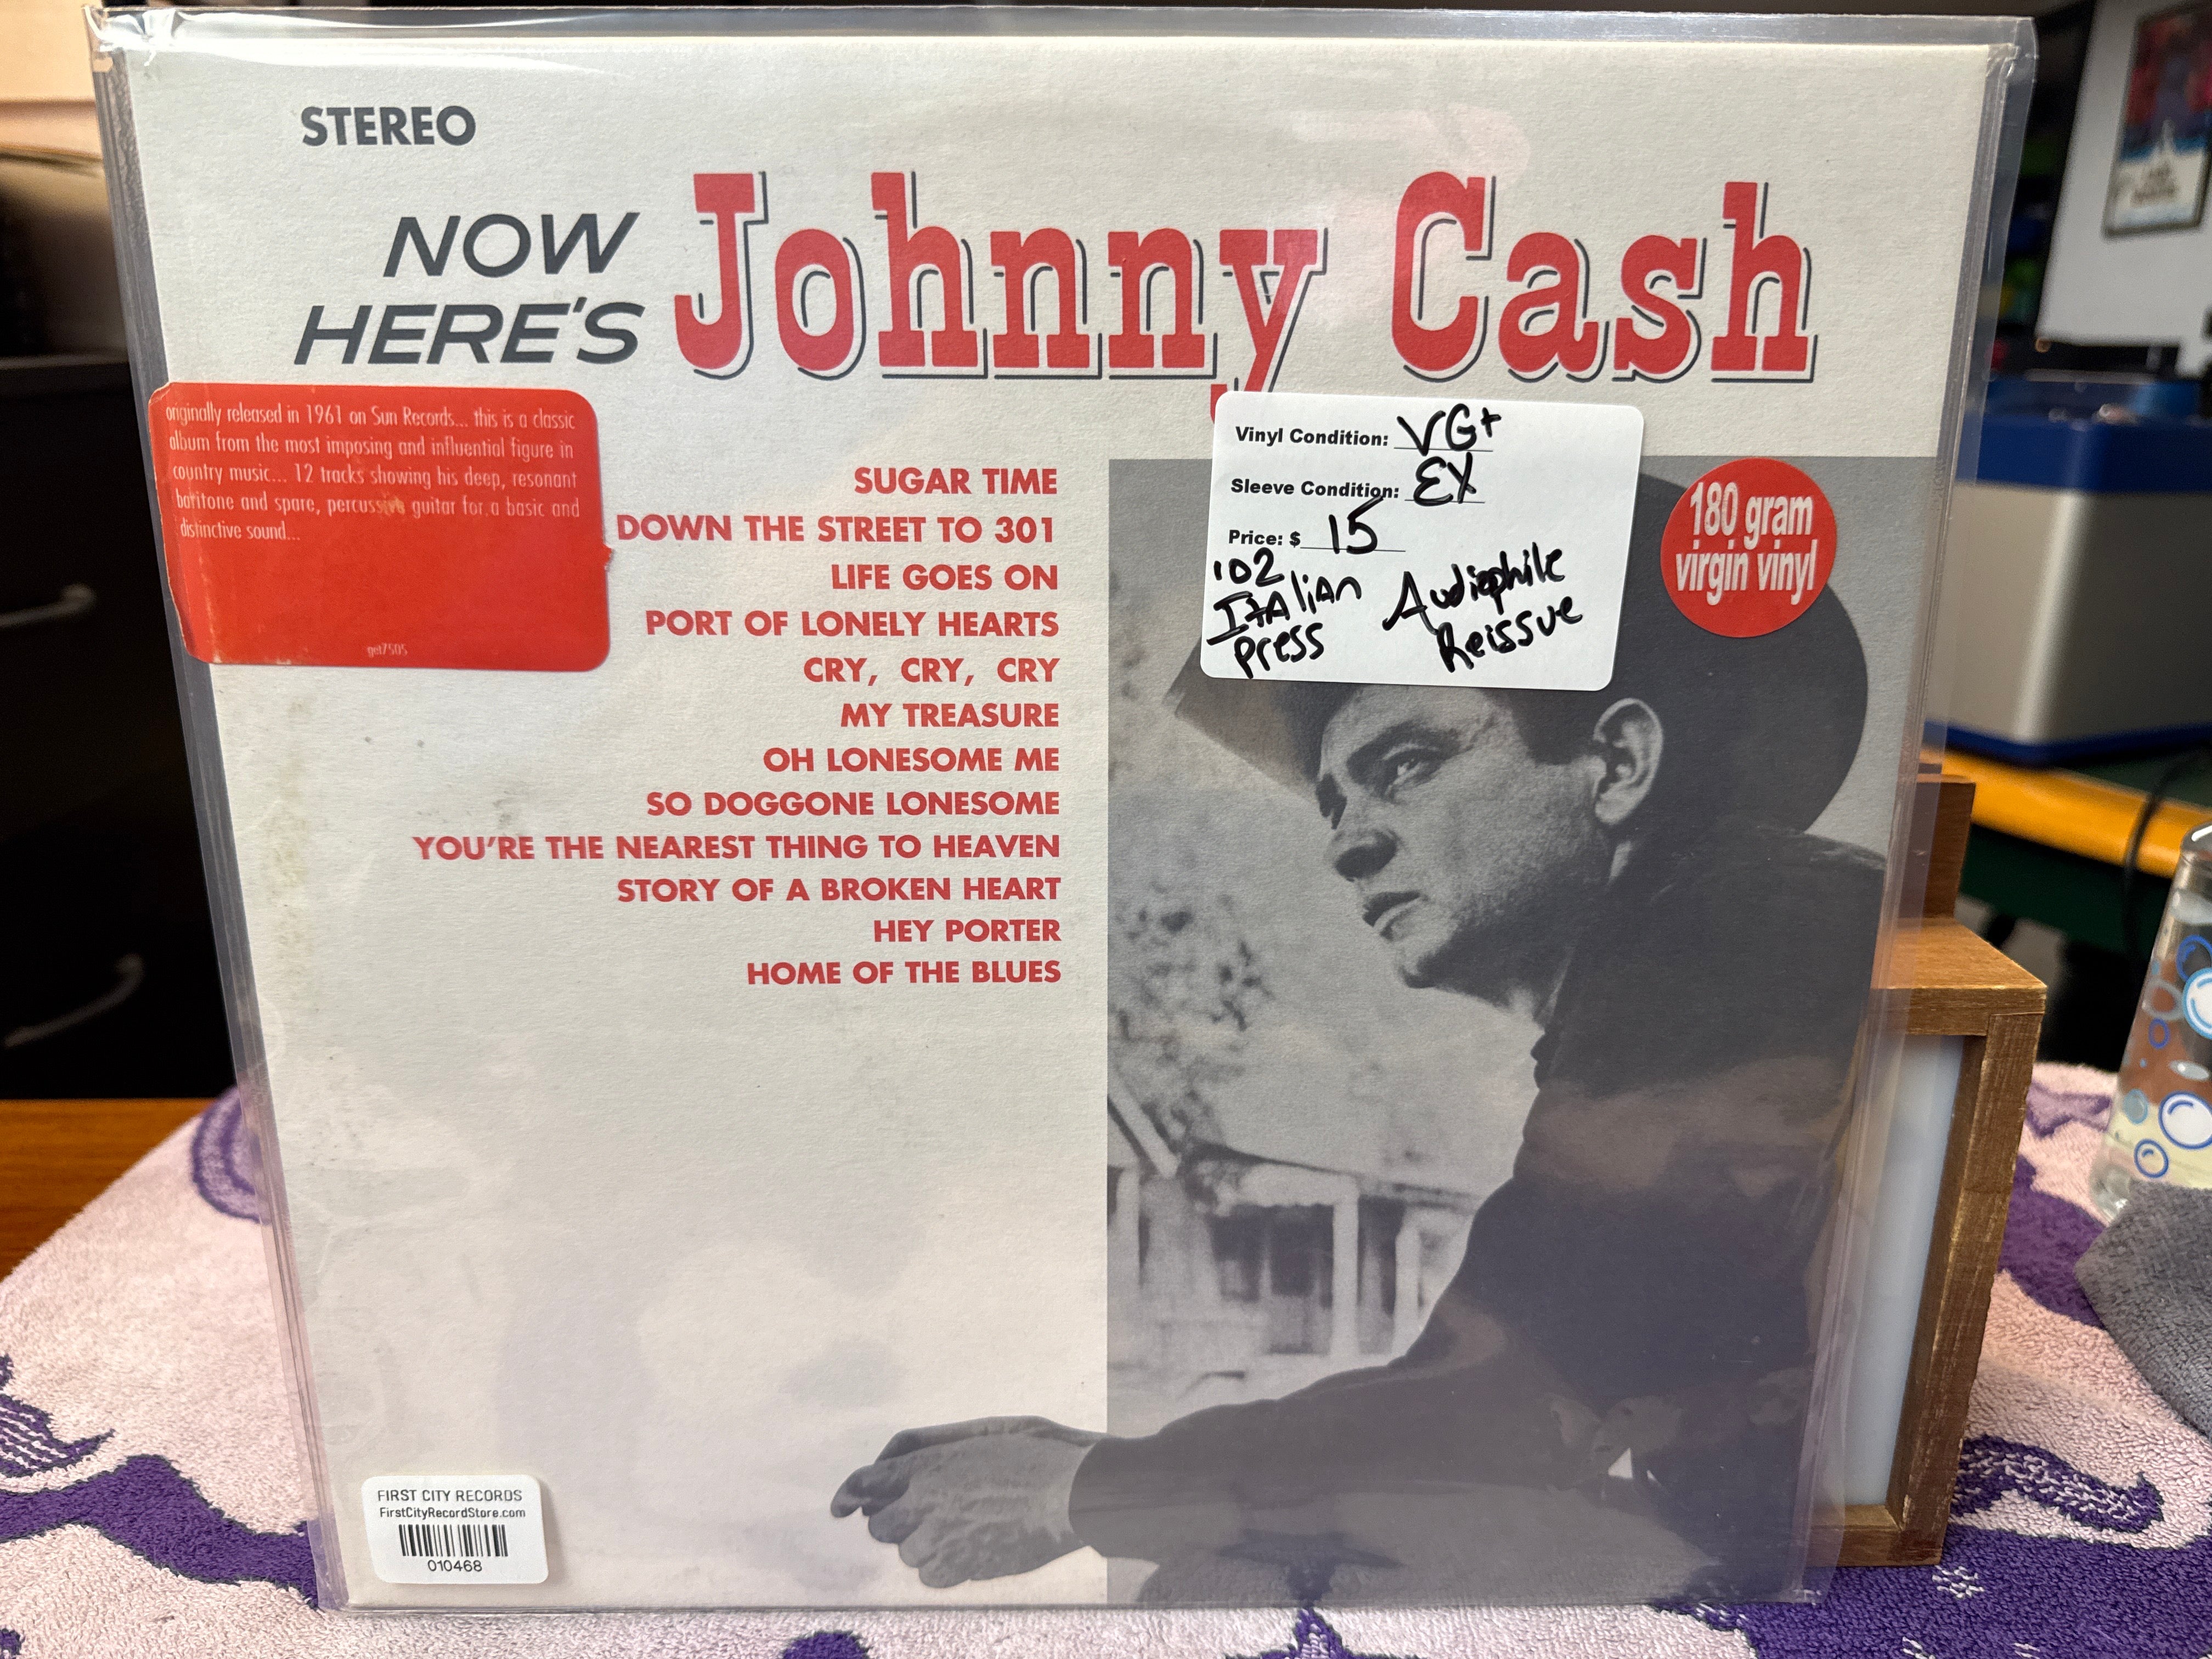 STEREO
NOW
HERE'S
Johnny Cash
originally released in 1961 on Sun Records... this is a classic
album from the most imposing and influential figure in
country music... 12 tracks showing his deep, resonant
baritone and spare, percussive guitar for a basic and
distinctive sound...
get7505
SUGAR TIME
DOWN THE STREET TO 301
LIFE GOES ON
PORT OF LONELY HEARTS
CRY, CRY, CRY
MY TREASURE
OH LONESOME ME
SO DOGGONE LONESOME
YOU'RE THE NEAREST THING TO HEAVEN
STORY OF A BROKEN HEART
HEY PORTER
HOME OF THE BLUES
Vinyl Condition: VG+
Sleeve Condition: EX
Price: $ 15
'02
Italian
Press
Audiophile
Reissue
180 gram
virgin vinyl
FIRST CITY RECORDS
FirstCityRecordStore.com
010468